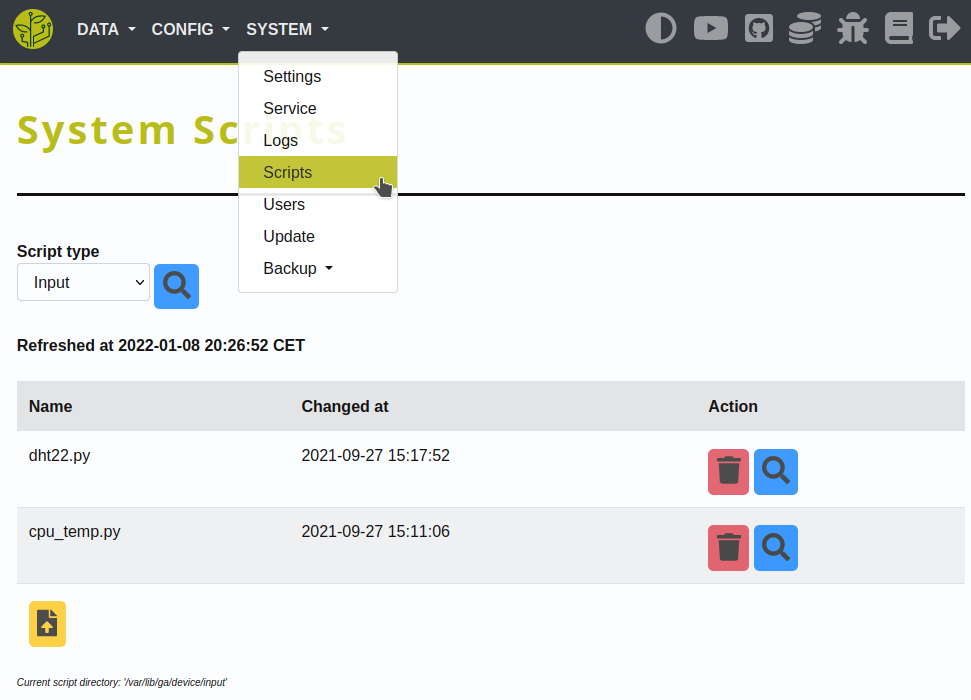 DATA CONFIG SYSTEM
Settings
Service
System Scripts
Logs
Scripts
Users
Update
Backup
Script type
Input
Refreshed at 2022-01-08 20:26:52 CET
Name Changed at Action
dht22.py 2021-09-27 15:17:52
cpu_temp.py 2021-09-27 15:11:06
Current script directory: '/var/lib/ga/device/input'